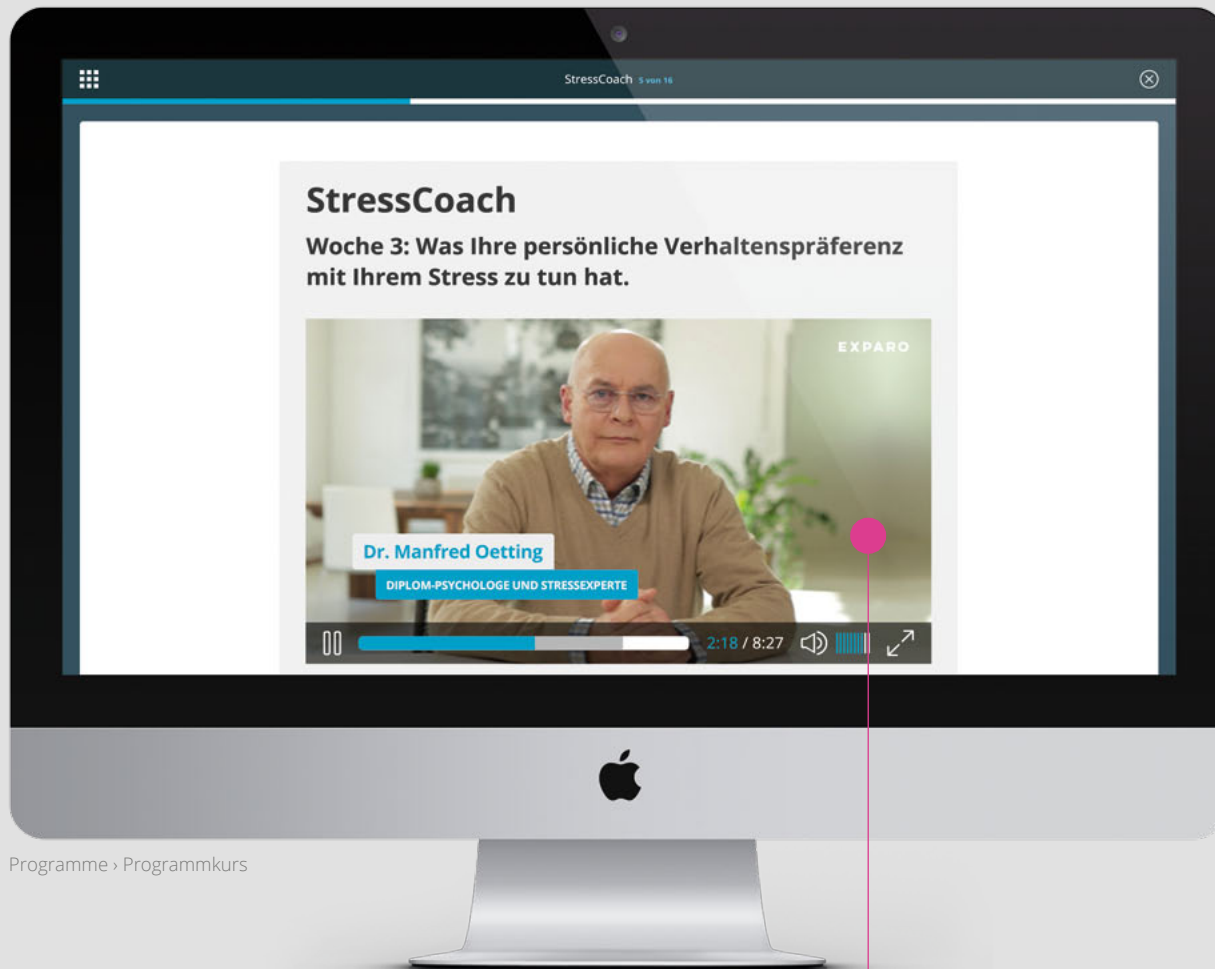 StressCoach 5 von 16
StressCoach
Woche 3: Was Ihre persönliche Verhaltenspräferenz
mit Ihrem Stress zu tun hat.
EXPARO
Dr. Manfred Oetting
DIPLOM-PSYCHOLOGE UND STRESSEXPERTE
2:18 / 8:27
Programme › Programmkurs